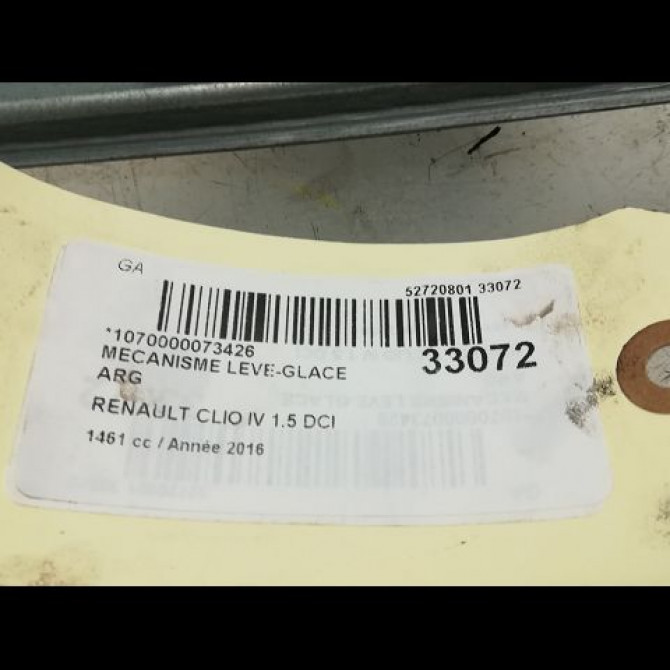 GA
52720801 33072
*1070000073426
33072
MECANISME LEVE-GLACE
ARG
RENAULT CLIO IV 1.5 DCI
1461 cc / Année 2016